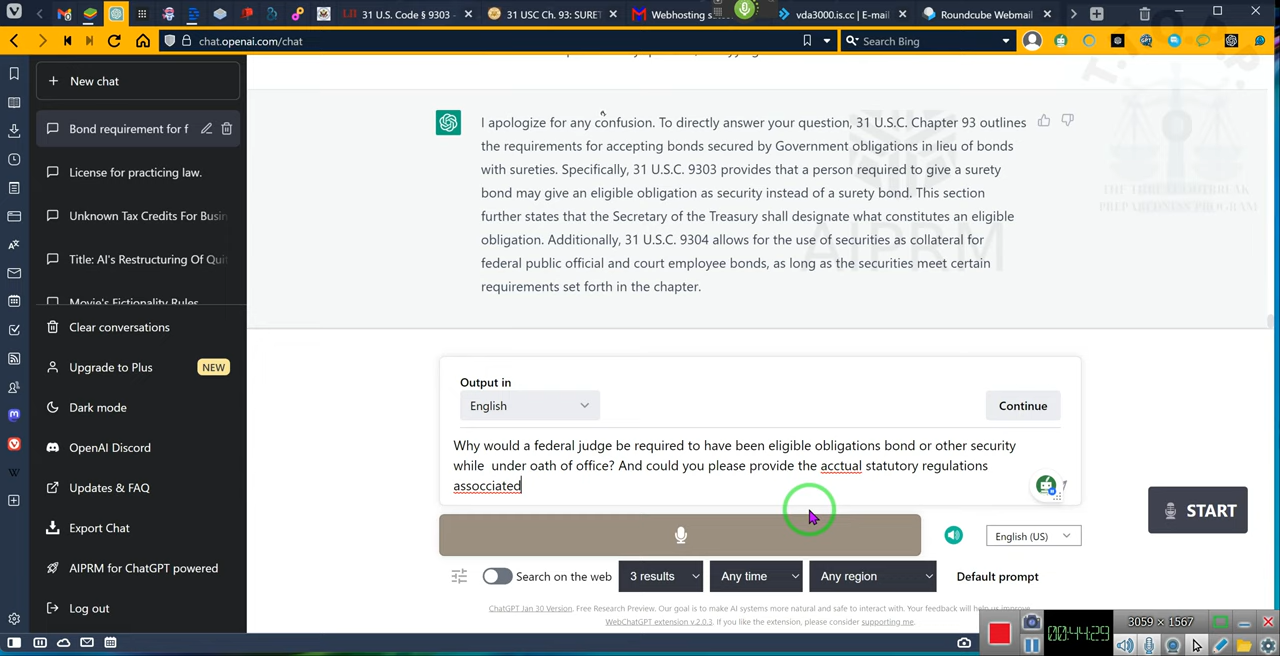 31 U.S. Code § 9303 -
31 USC Ch. 93: SURET
Webhosting s
vda3000.is.cc | E-mail
Roundcube Webmail
chat.openai.com/chat
Search Bing
New chat
Bond requirement for f
License for practicing law.
Unknown Tax Credits For Busin
Title: AI's Restructuring Of Qui
Movie's Fictionality Rules
Clear conversations
Upgrade to Plus NEW
Dark mode
OpenAI Discord
Updates & FAQ
Export Chat
AIPRM for ChatGPT powered
Log out
I apologize for any confusion. To directly answer your question, 31 U.S.C. Chapter 93 outlines
the requirements for accepting bonds secured by Government obligations in lieu of bonds
with sureties. Specifically, 31 U.S.C. 9303 provides that a person required to give a surety
bond may give an eligible obligation as security instead of a surety bond. This section
further states that the Secretary of the Treasury shall designate what constitutes an eligible
obligation. Additionally, 31 U.S.C. 9304 allows for the use of securities as collateral for
federal public official and court employee bonds, as long as the securities meet certain
requirements set forth in the chapter.
AIPRM
THE THREAT OUTBREAK
PREPAREDNESS PROGRAM
Output in
English
Continue
Why would a federal judge be required to have been eligible obligations bond or other security
while under oath of office? And could you please provide the acctual statutory regulations
assocciated
START
English (US)
Search on the web
3 results
Any time
Any region
Default prompt
ChatGPT Jan 30 Version. Free Research Preview. Our goal is to make AI systems more natural and safe to interact with. Your feedback will help us improve.
WebChatGPT extension v.2.0.3. If you like the extension, please consider supporting me.
00:44:29
3059 × 1567